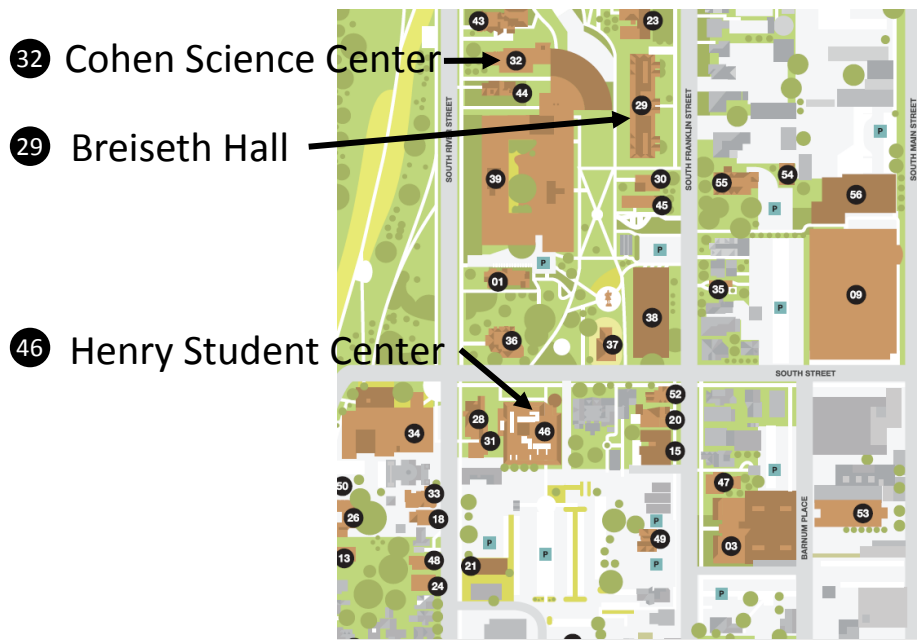 32 Cohen Science Center
29 Breiseth Hall
46 Henry Student Center
43
23
32
44
29
SOUTH RIVER STREET
SOUTH FRANKLIN STREET
SOUTH MAIN STREET
P
39
30
45
55
54
56
P
P
P
01
35
09
P
P
38
36
37
SOUTH STREET
28
31
46
52
20
15
34
50
33
26
18
47
P
53
BARNUM PLACE
P
49
03
P
P
13
48
21
P
24
P